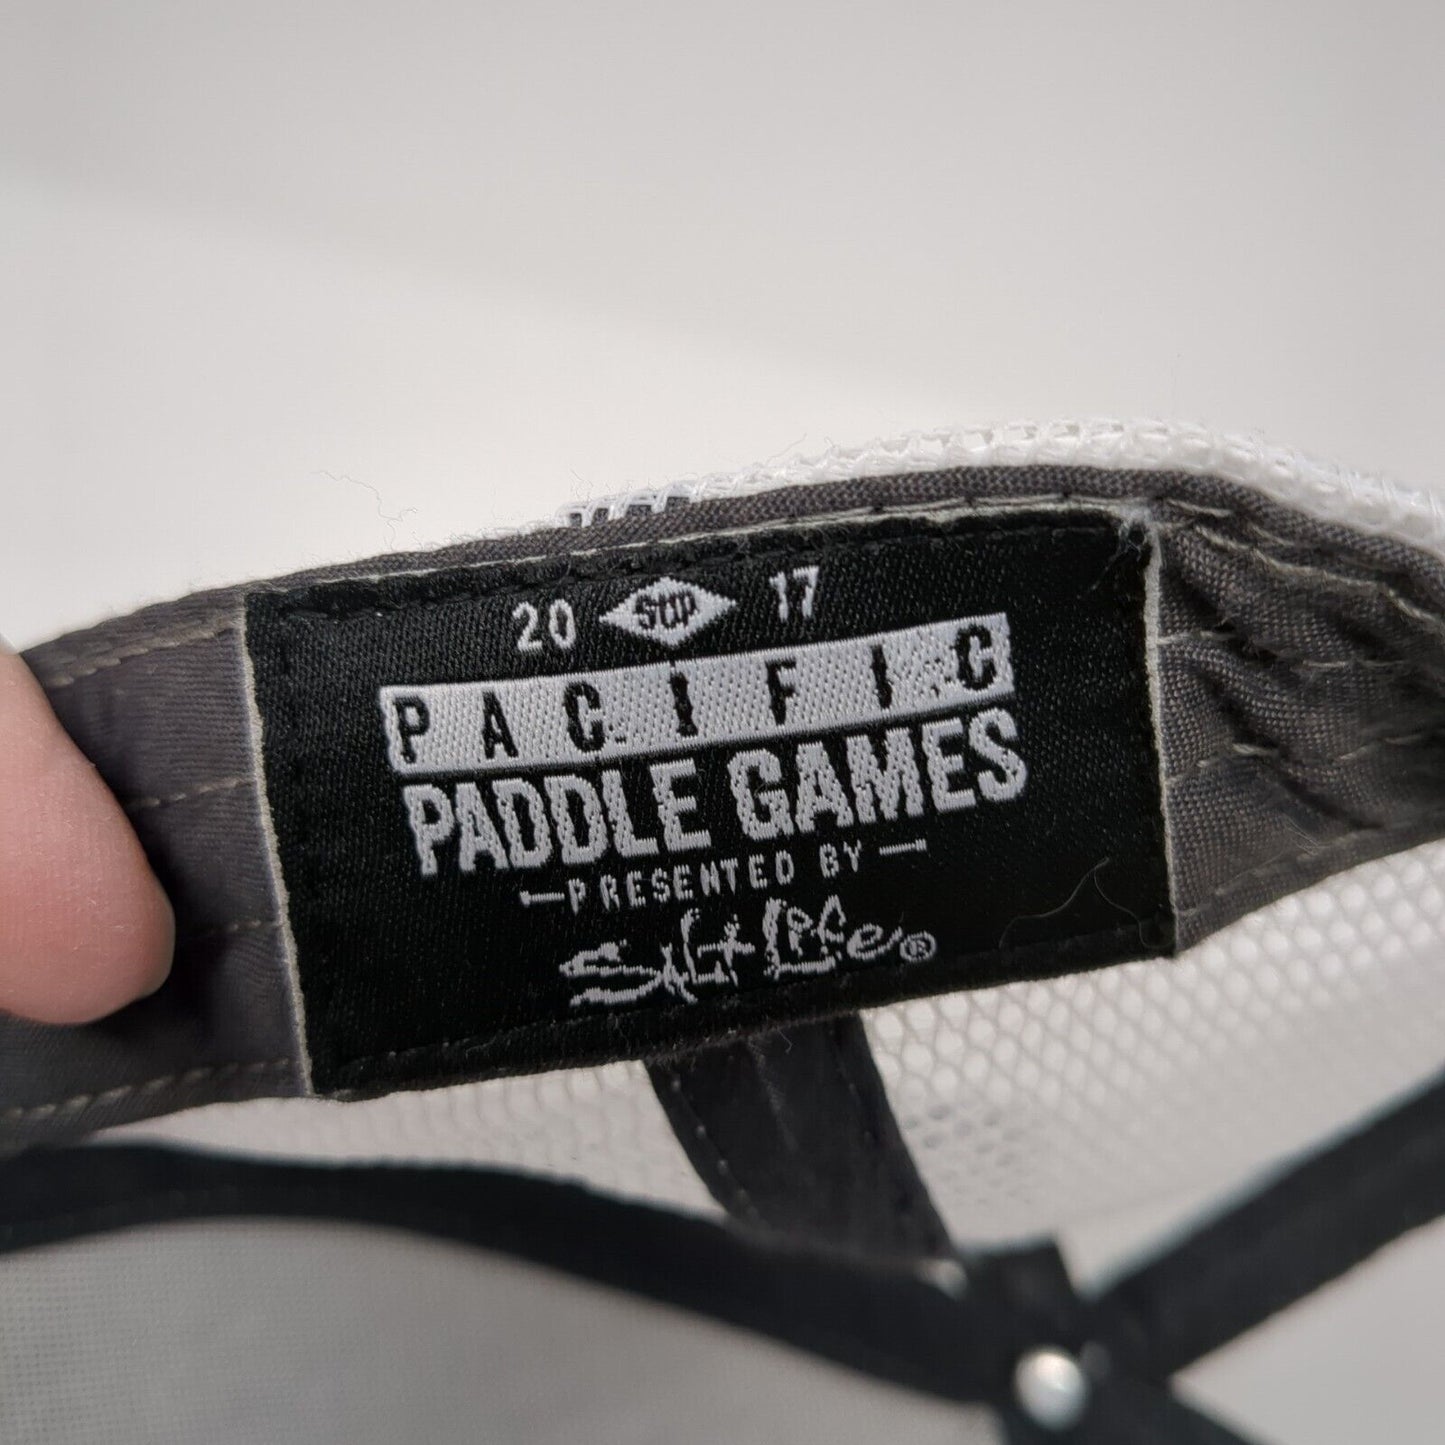 20 SUP 17
PACIFIC
PADDLE GAMES
PRESENTED BY
Salt Life®